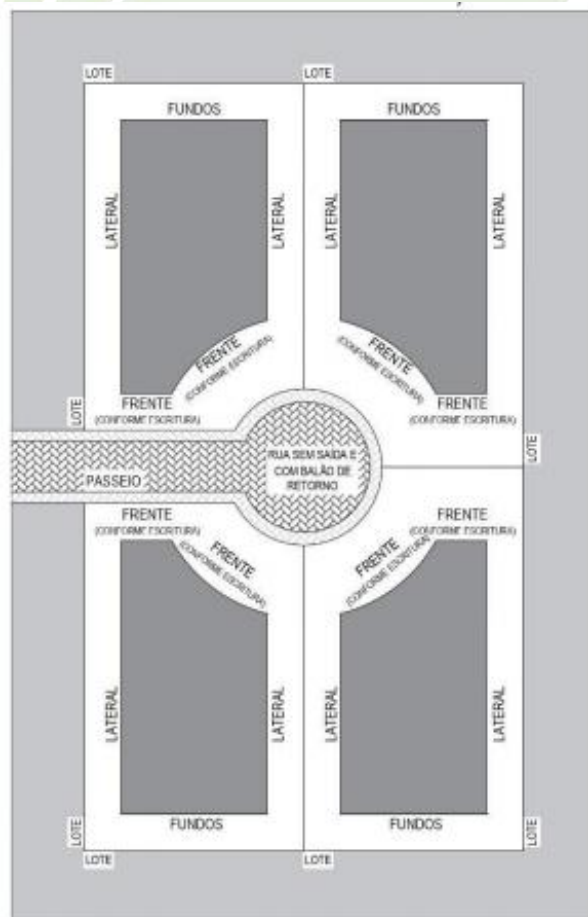 LOTE
LOTE
FUNDOS
FUNDOS
LATERAL
LATERAL
LATERAL
LATERAL
FRENTE
(CONFORME ESCRITURA)
FRENTE
(CONFORME ESCRITURA)
FRENTE
(CONFORME ESCRITURA)
FRENTE
(CONFORME ESCRITURA)
LOTE
LOTE
RUA SEM SAÍDA E
COM BALÃO DE
RETORNO
PASSEIO
FRENTE
(CONFORME ESCRITURA)
FRENTE
(CONFORME ESCRITURA)
FRENTE
(CONFORME ESCRITURA)
FRENTE
(CONFORME ESCRITURA)
LATERAL
LATERAL
LATERAL
LATERAL
FUNDOS
FUNDOS
LOTE
LOTE
LOTE
LOTE
LOTE